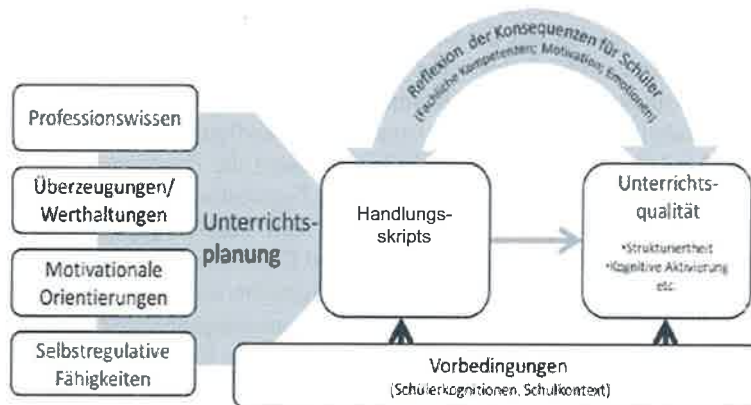 Reflexion der Konsequenzen für Schüler
(Fachliche Kompetenzen; Motivation; Emotionen)
Professionswissen
Überzeugungen/
Werthaltungen
Motivationale
Orientierungen
Selbstregulative
Fähigkeiten
Unterrichts-
planung
Handlungs-
skripts
Unterrichts-
qualität
•Strukturiertheit
•Kognitive Aktivierung
etc.
Vorbedingungen
(Schülerkognitionen, Schulkontext)